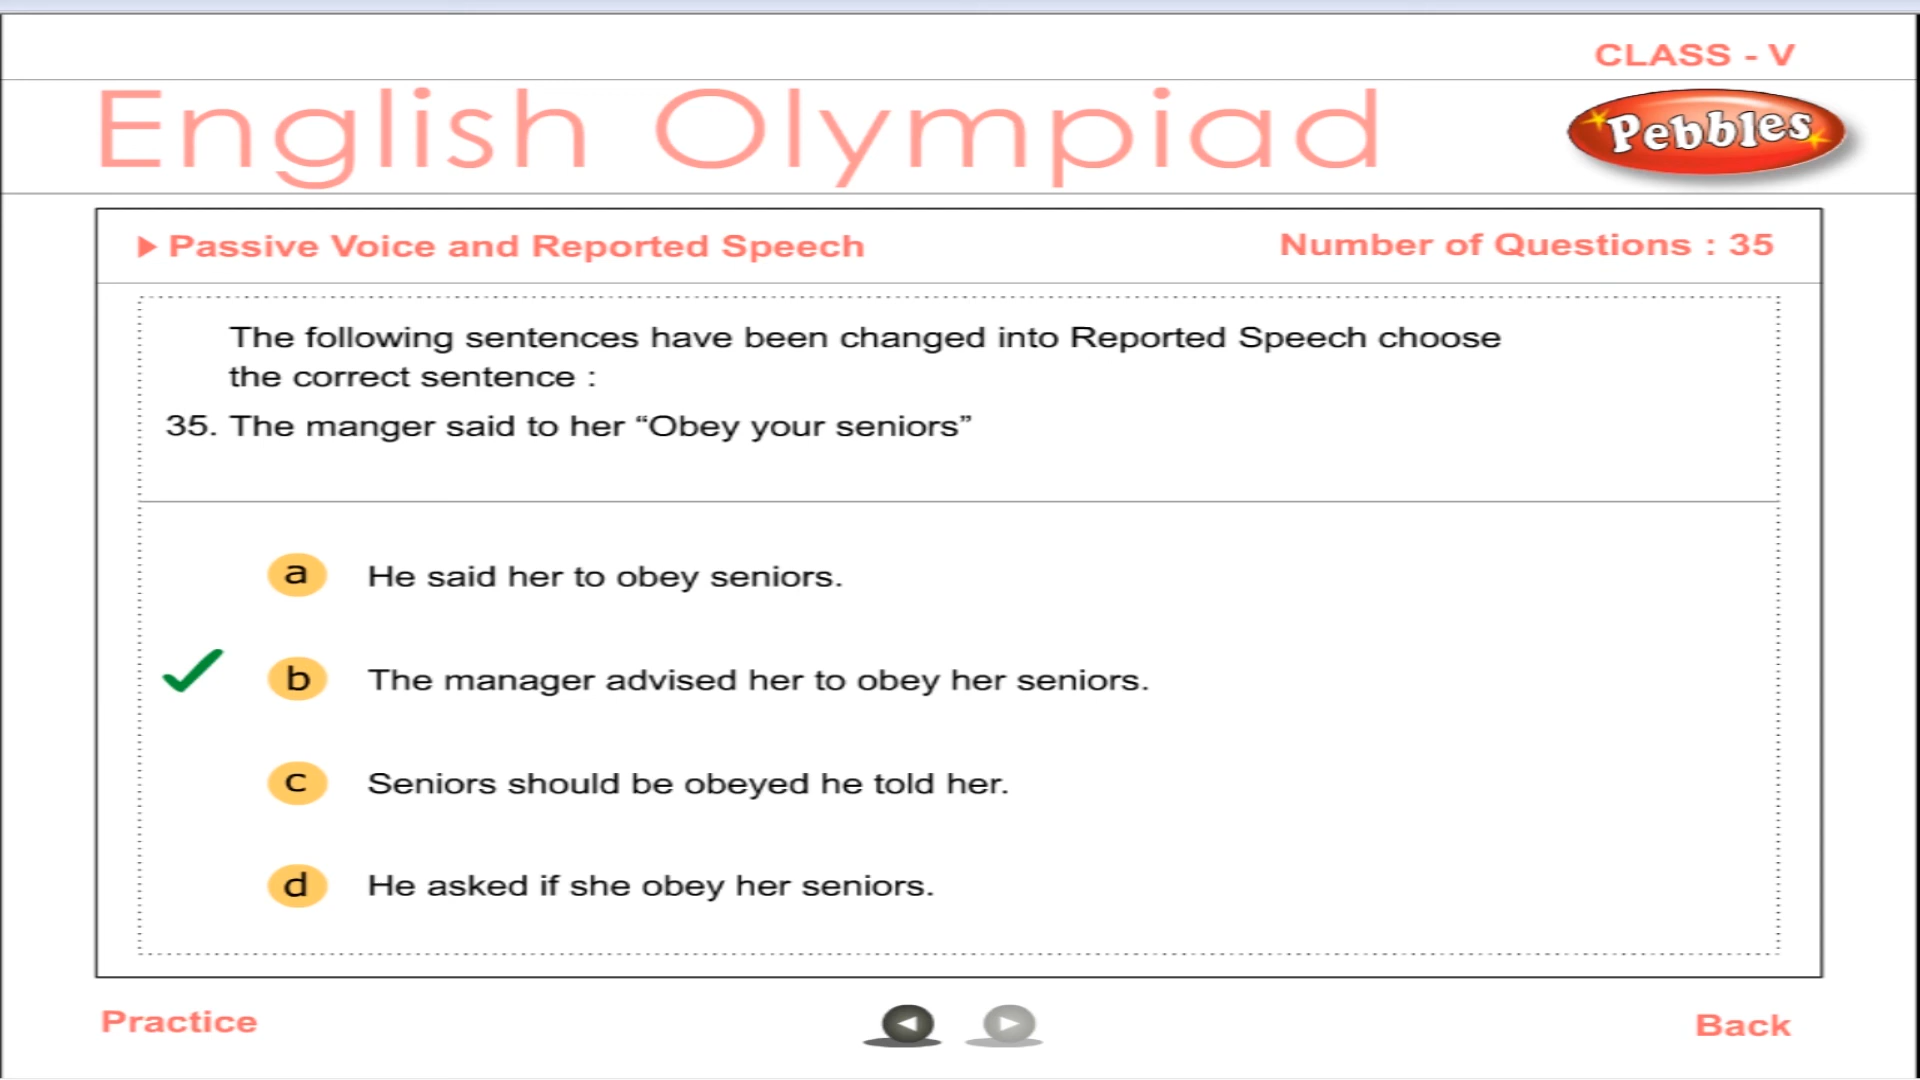 CLASS - V
English Olympiad
Pebbles
Passive Voice and Reported Speech
Number of Questions : 35
The following sentences have been changed into Reported Speech choose
the correct sentence :
35. The manger said to her “Obey your seniors”
a He said her to obey seniors.
b The manager advised her to obey her seniors.
c Seniors should be obeyed he told her.
d He asked if she obey her seniors.
Practice
Back